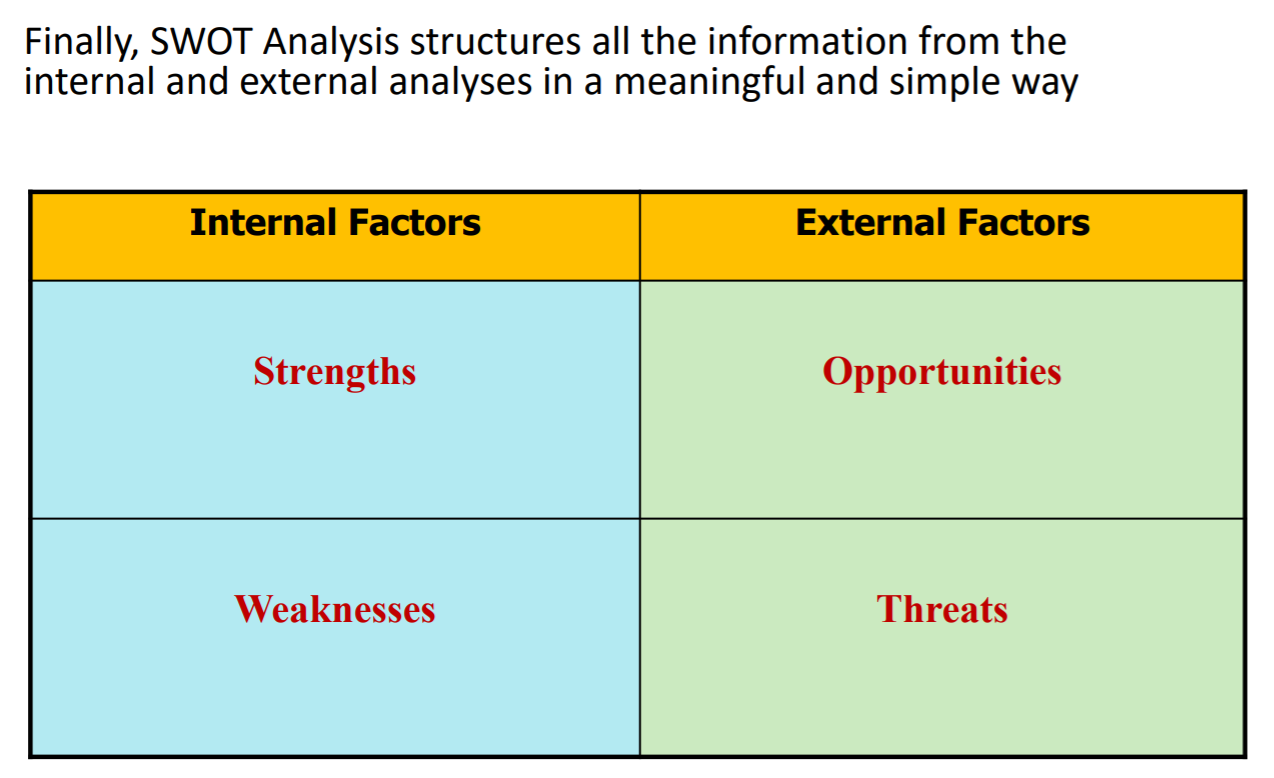 Finally, SWOT Analysis structures all the information from the
internal and external analyses in a meaningful and simple way
Internal Factors
External Factors
Strengths
Opportunities
Weaknesses
Threats